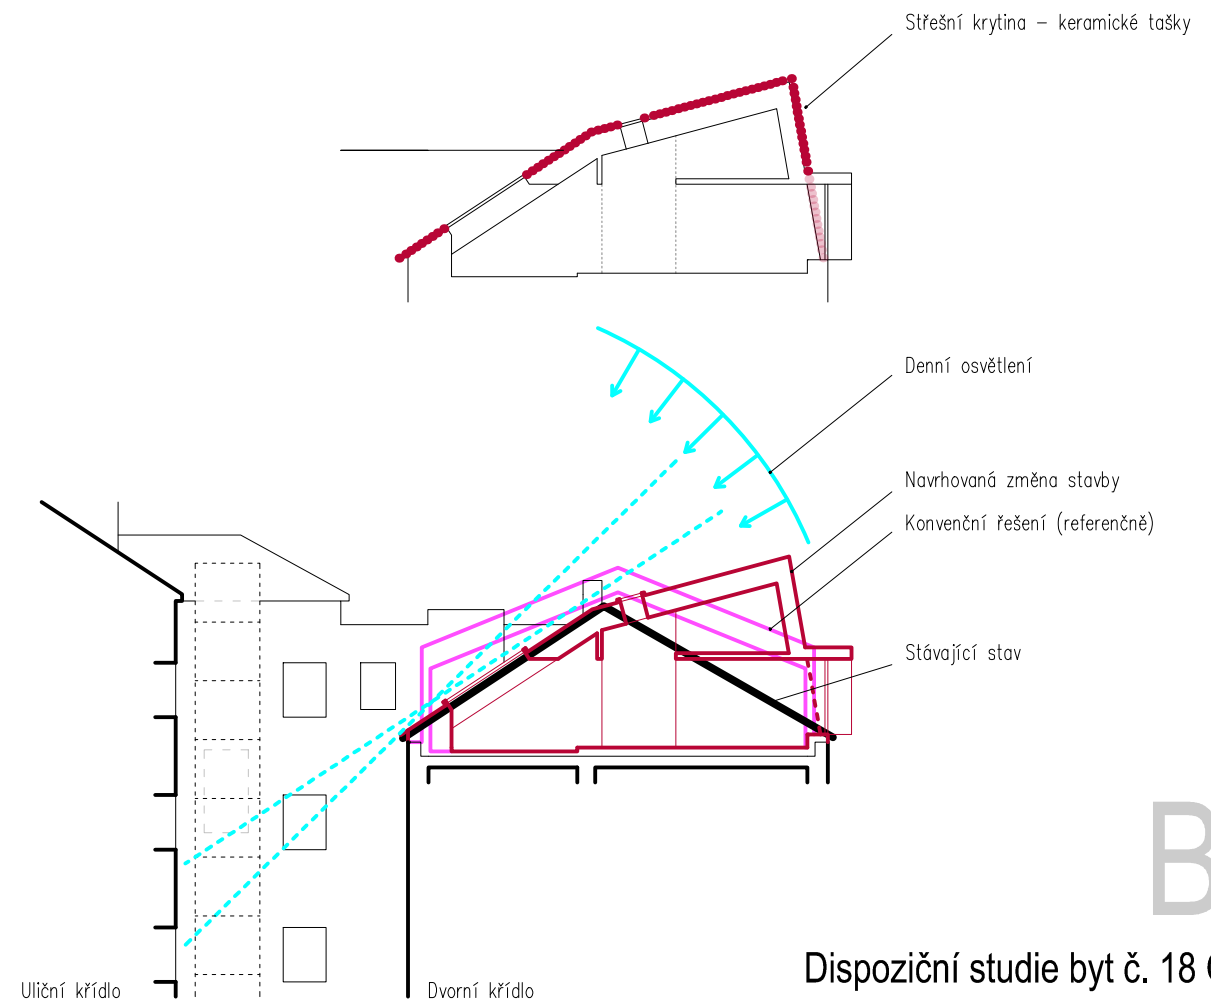 Střešní krytina – keramické tašky
Denní osvětlení
Navrhovaná změna stavby
Konvenční řešení (referenčně)
Stávající stav
B
Dispoziční studie byt č. 18
Uliční křídlo
Dvorní křídlo